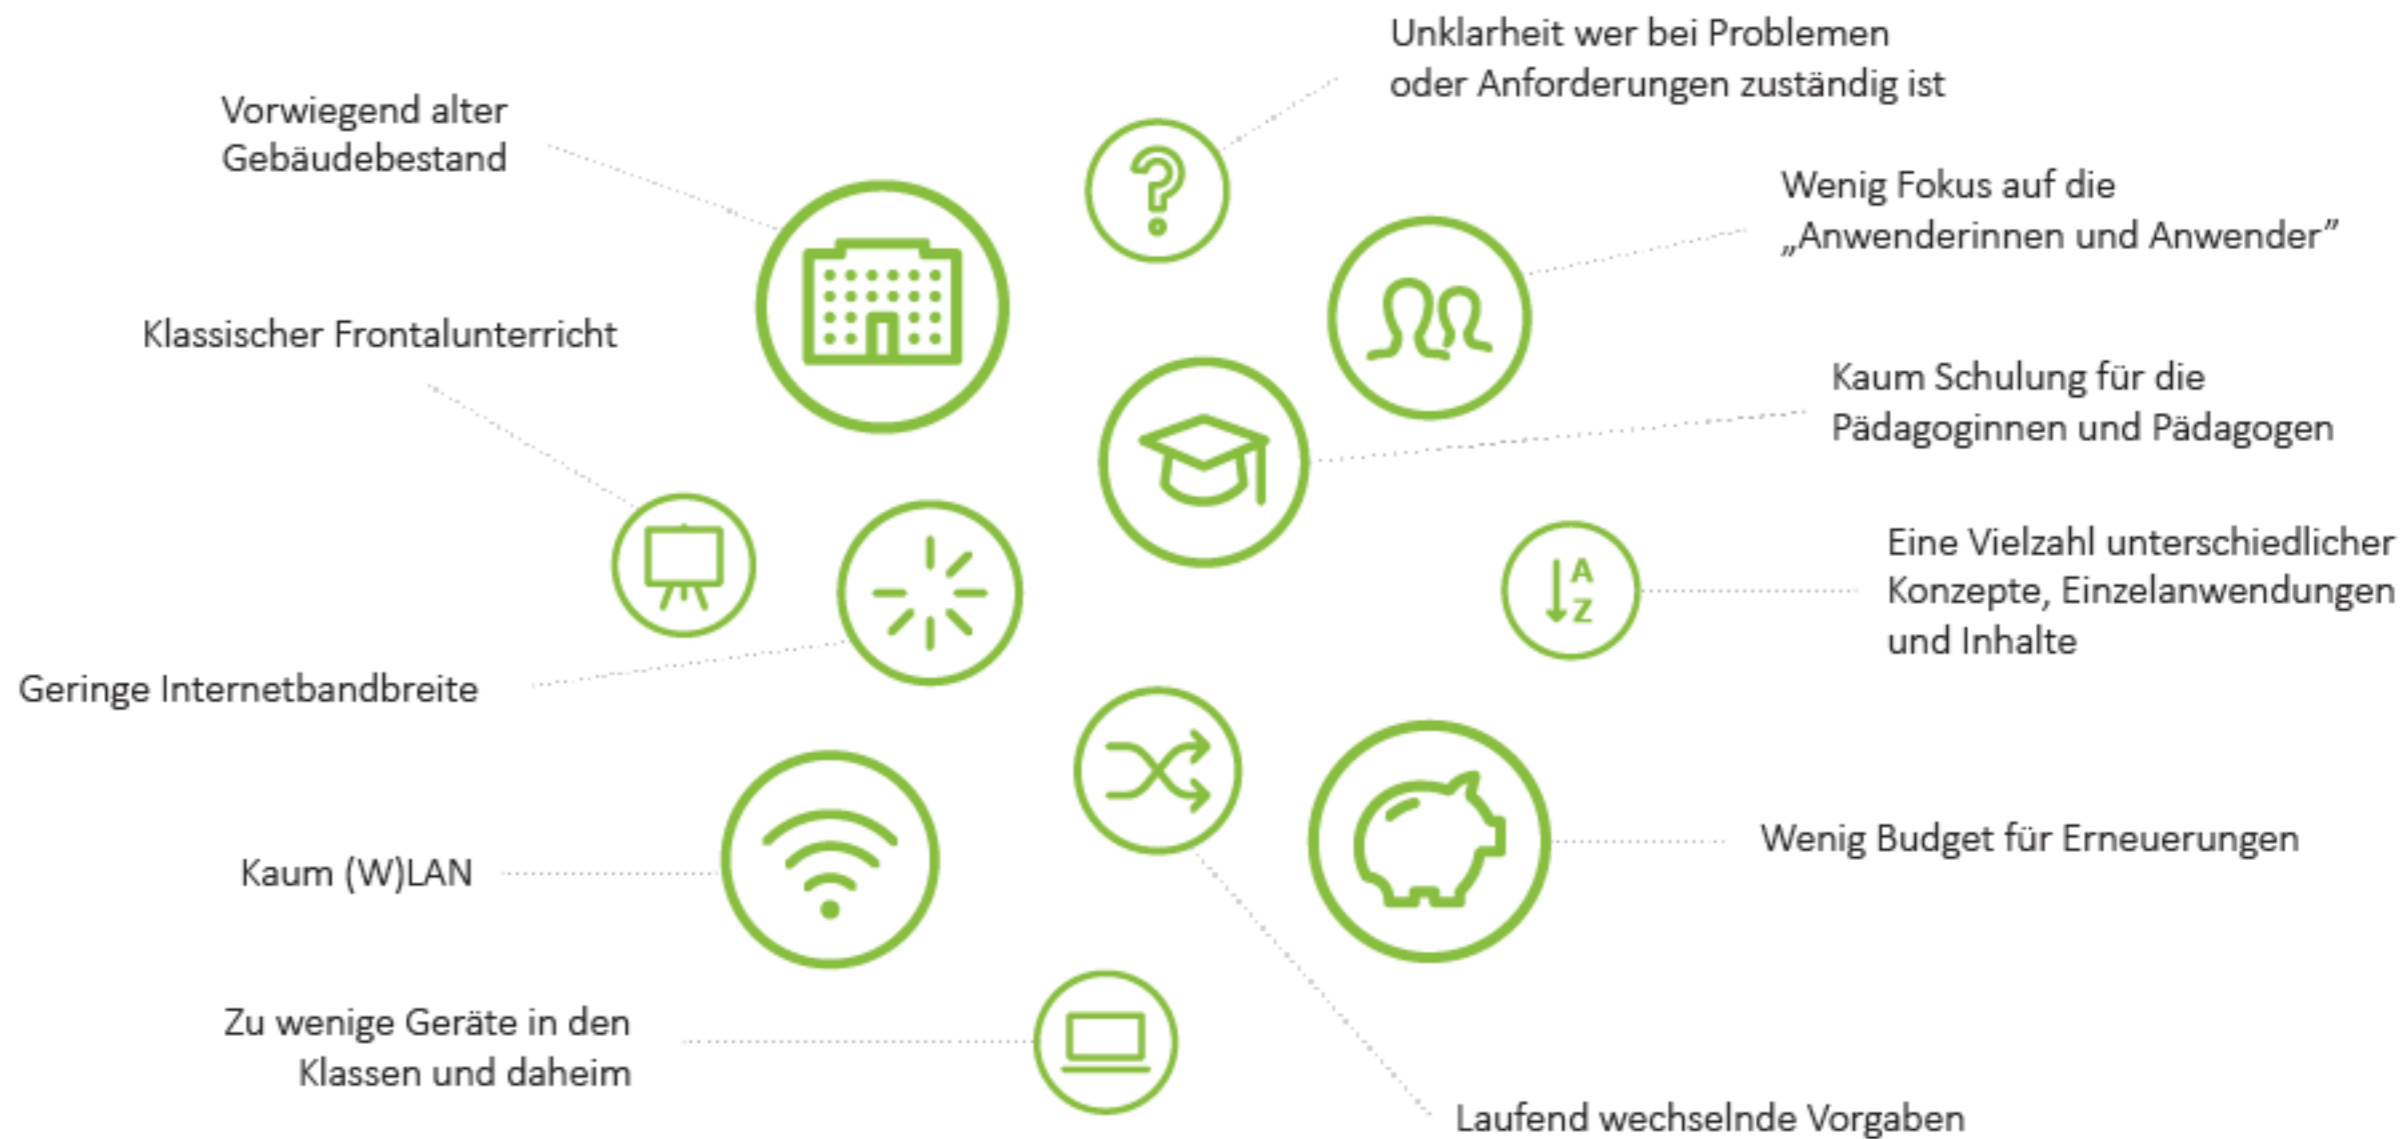 Unklarheit wer bei Problemen
oder Anforderungen zuständig ist
Vorwiegend alter
Gebäudebestand
Wenig Fokus auf die
„Anwenderinnen und Anwender”
Klassischer Frontalunterricht
Kaum Schulung für die
Pädagoginnen und Pädagogen
Eine Vielzahl unterschiedlicher
Konzepte, Einzelanwendungen
und Inhalte
A
Z
Geringe Internetbandbreite
Wenig Budget für Erneuerungen
Kaum (W)LAN
Zu wenige Geräte in den
Klassen und daheim
Laufend wechselnde Vorgaben